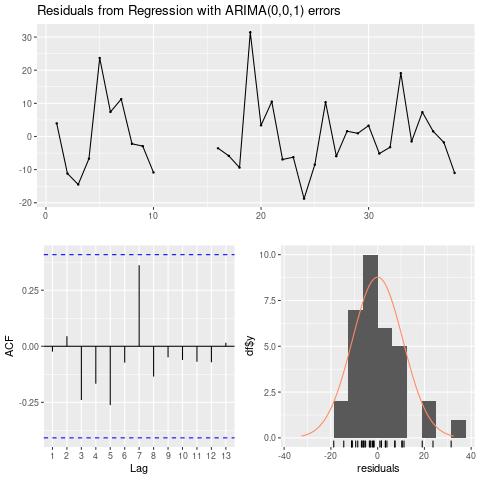 Residuals from Regression with ARIMA(0,0,1) errors
30
20
10
0
-10
-20
0 10 20 30
ACF
0.25
0.00
-0.25
1 2 3 4 5 6 7 8 9 10 11 12 13
Lag
df$y
10.0
7.5
5.0
2.5
0.0
-40 -20 0 20 40
residuals